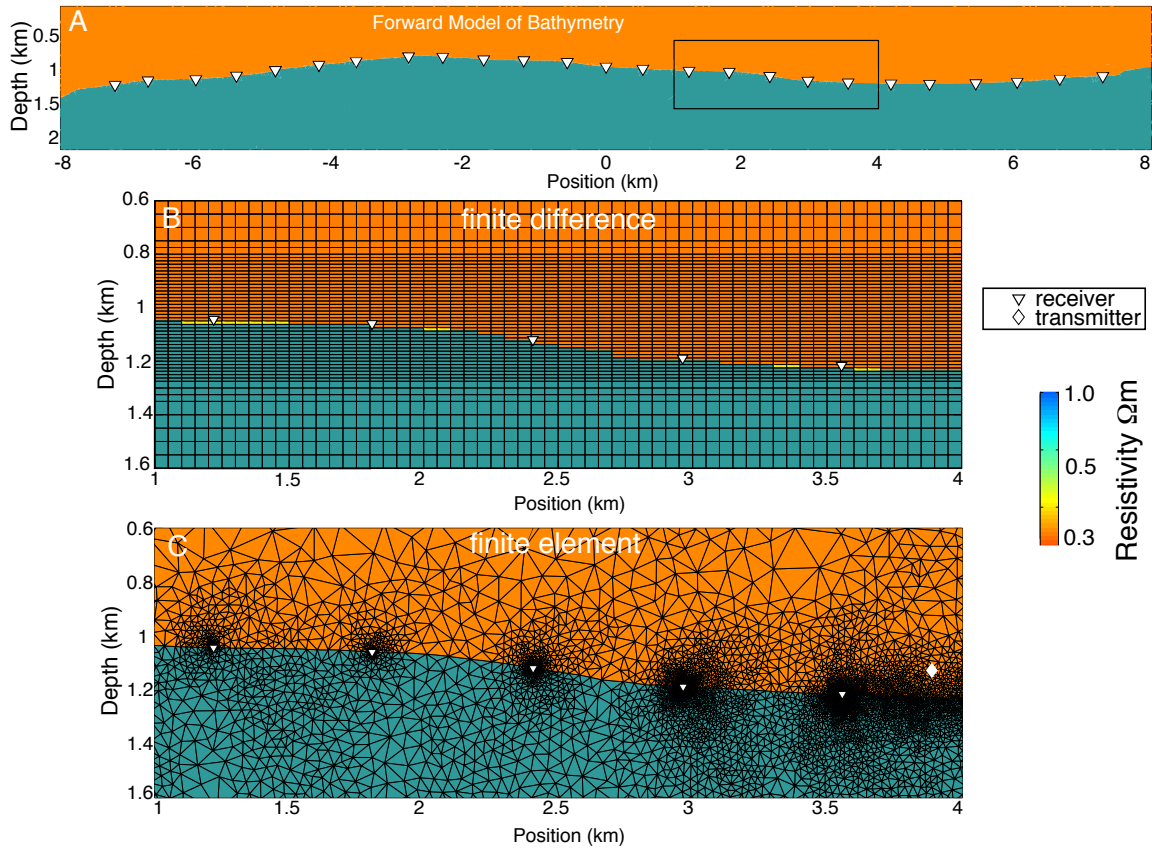 A
Forward Model of Bathymetry
Depth (km)
0.5
1
1.5
2
-8
-6
-4
-2
0
2
4
6
8
Position (km)
B
finite difference
Depth (km)
0.6
0.8
1
1.2
1.4
1.6
1
1.5
2
2.5
3
3.5
4
Position (km)
receiver
transmitter
1.0
0.5
0.3
Resistivity Ωm
C
finite element
Depth (km)
0.6
0.8
1
1.2
1.4
1.6
1
1.5
2
2.5
3
3.5
4
Position (km)